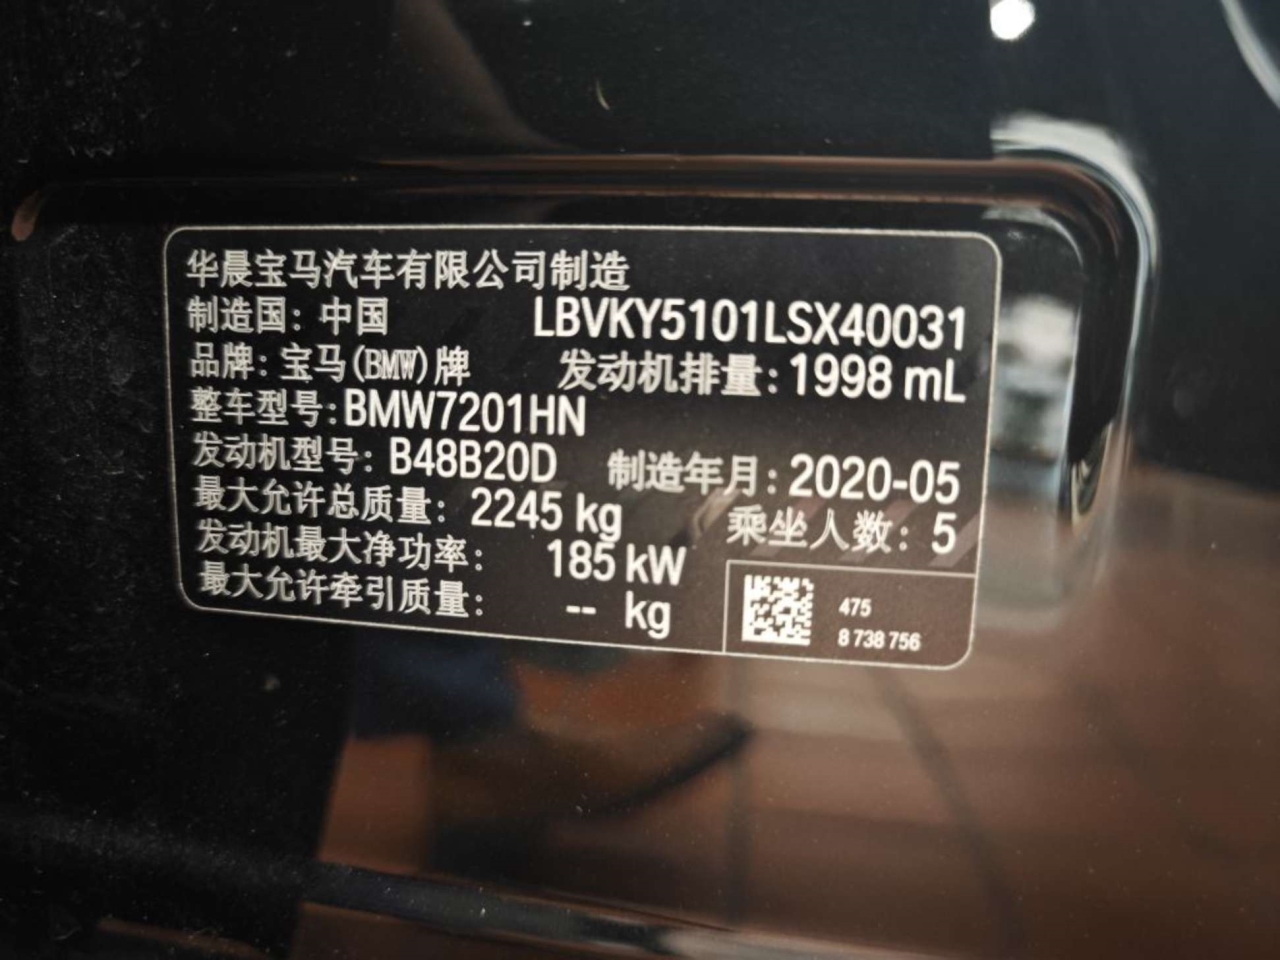 华晨宝马汽车有限公司制造
制造国：中国 LBVKY5101LSX40031
品牌：宝马(BMW)牌 发动机排量：1998 mL
整车型号：BMW7201HN
发动机型号：B48B20D 制造年月：2020-05
最大允许总质量：2245 kg 乘坐人数：5
发动机最大净功率：185 kW
最大允许牵引质量：-- kg
475
8 738 756